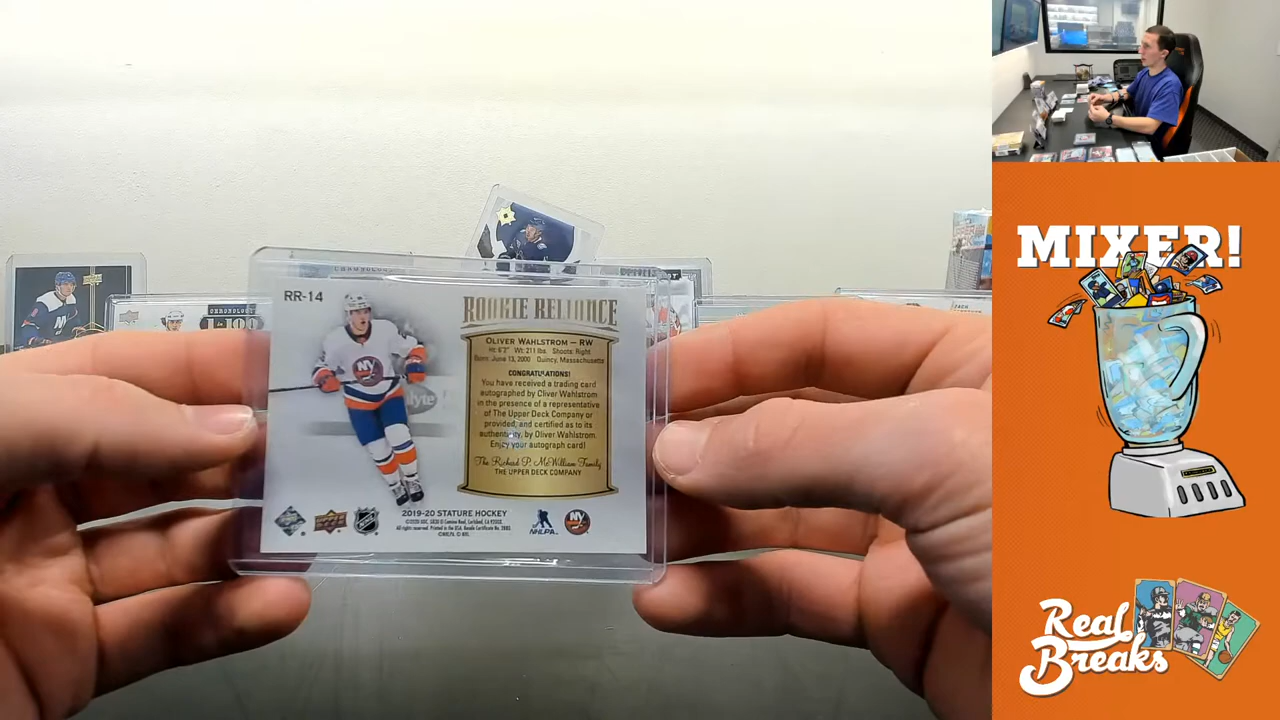 RR-14
ROOKIE RELIANCE
OLIVER WAHLSTROM – RW
Ht: 6'2" Wt: 211 lbs. Shoots: Right
Born: June 13, 2000 Quincy, Massachusetts
CONGRATULATIONS!
You have received a trading card
autographed by Oliver Wahlstrom
in the presence of a representative
of The Upper Deck Company or
provided, and certified as to its
authenticity, by Oliver Wahlstrom.
Enjoy your autograph card!
The Richard P. McWilliam Family
THE UPPER DECK COMPANY
2019-20 STATURE HOCKEY
NHLPA
NY
MIXER!
Real
Breaks